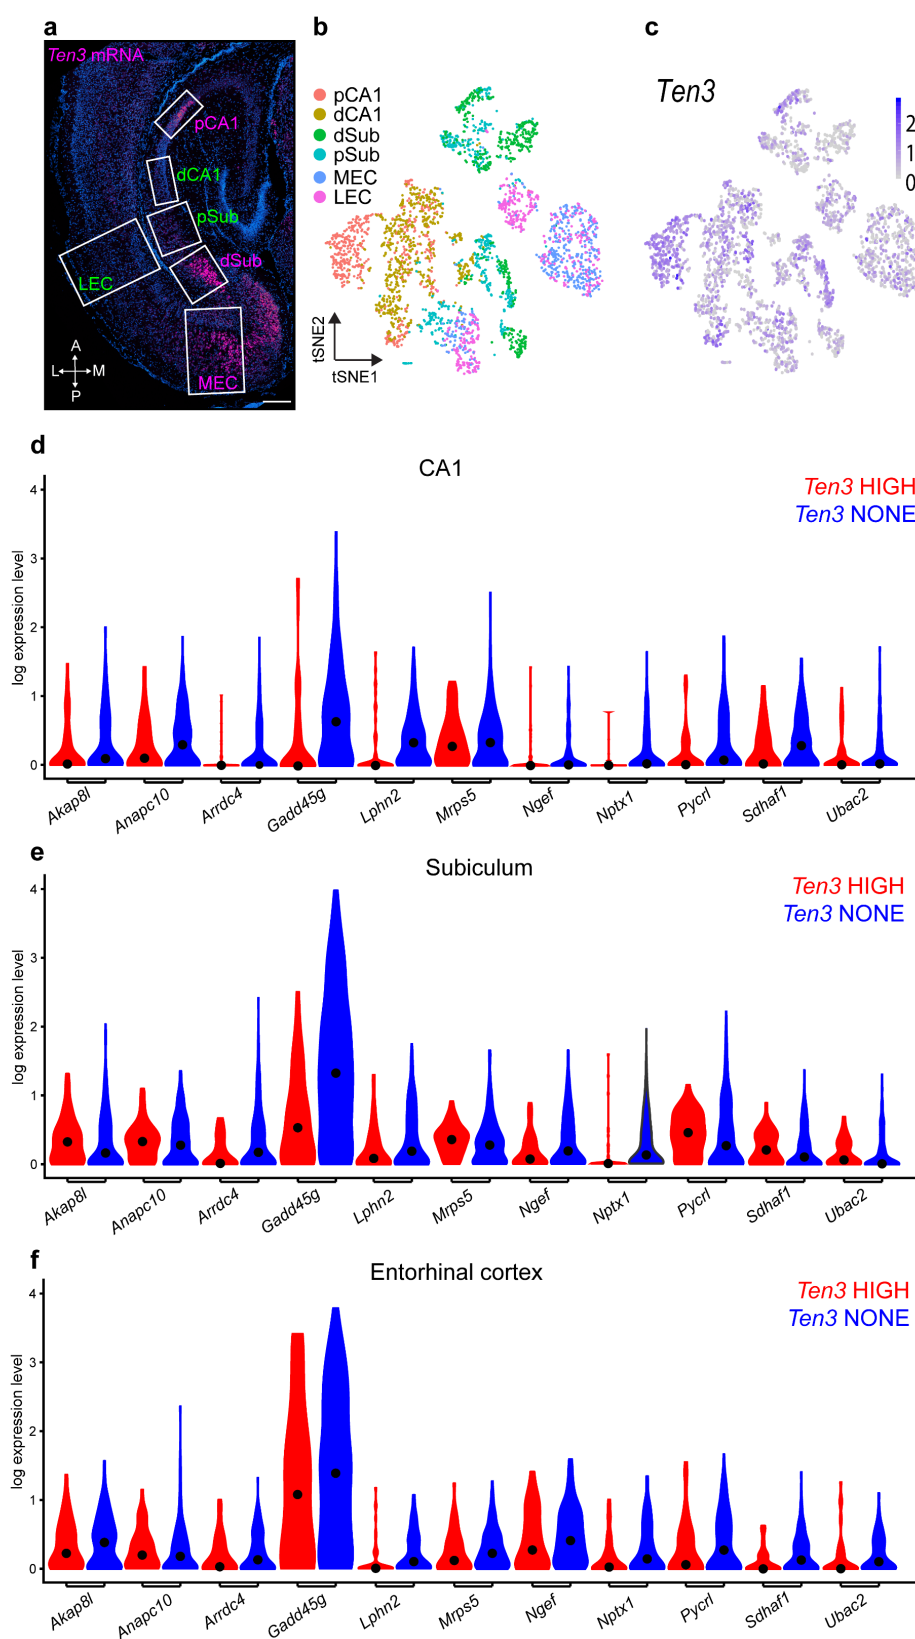 a
b
c
Ten3 mRNA
pCA1
dCA1
pSub
dSub
LEC
MEC
A
L M
P
pCA1
dCA1
dSub
pSub
MEC
LEC
tSNE2
tSNE1
Ten3
2
1
0
d
CA1
Ten3 HIGH
Ten3 NONE
log expression level
4
3
2
1
0
Akap8l
Anapc10
Arrdc4
Gadd45g
Lphn2
Mrps5
Ngef
Nptx1
Pycrl
Sdhaf1
Ubac2
e
Subiculum
Ten3 HIGH
Ten3 NONE
log expression level
4
3
2
1
0
Akap8l
Anapc10
Arrdc4
Gadd45g
Lphn2
Mrps5
Ngef
Nptx1
Pycrl
Sdhaf1
Ubac2
f
Entorhinal cortex
Ten3 HIGH
Ten3 NONE
log expression level
4
3
2
1
0
Akap8l
Anapc10
Arrdc4
Gadd45g
Lphn2
Mrps5
Ngef
Nptx1
Pycrl
Sdhaf1
Ubac2